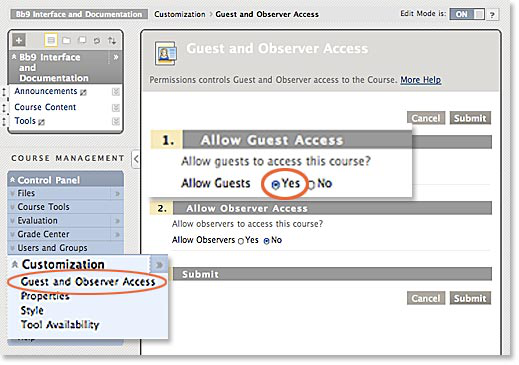 Bb9 Interface and Documentation
Customization > Guest and Observer Access
Edit Mode is: ON ?
Bb9 Interface
and
Documentation
Announcements
Course Content
Tools
COURSE MANAGEMENT
Control Panel
Files
Course Tools
Evaluation
Grade Center
Users and Groups
Customization
Guest and Observer Access
Properties
Style
Tool Availability
Help
Guest and Observer Access
Permissions controls Guest and Observer access to the Course. More Help
Cancel Submit
1. Allow Guest Access
Allow guests to access this course?
Allow Guests Yes No
2. Allow Observer Access
Allow observers to access this course?
Allow Observers Yes No
Submit
Cancel Submit